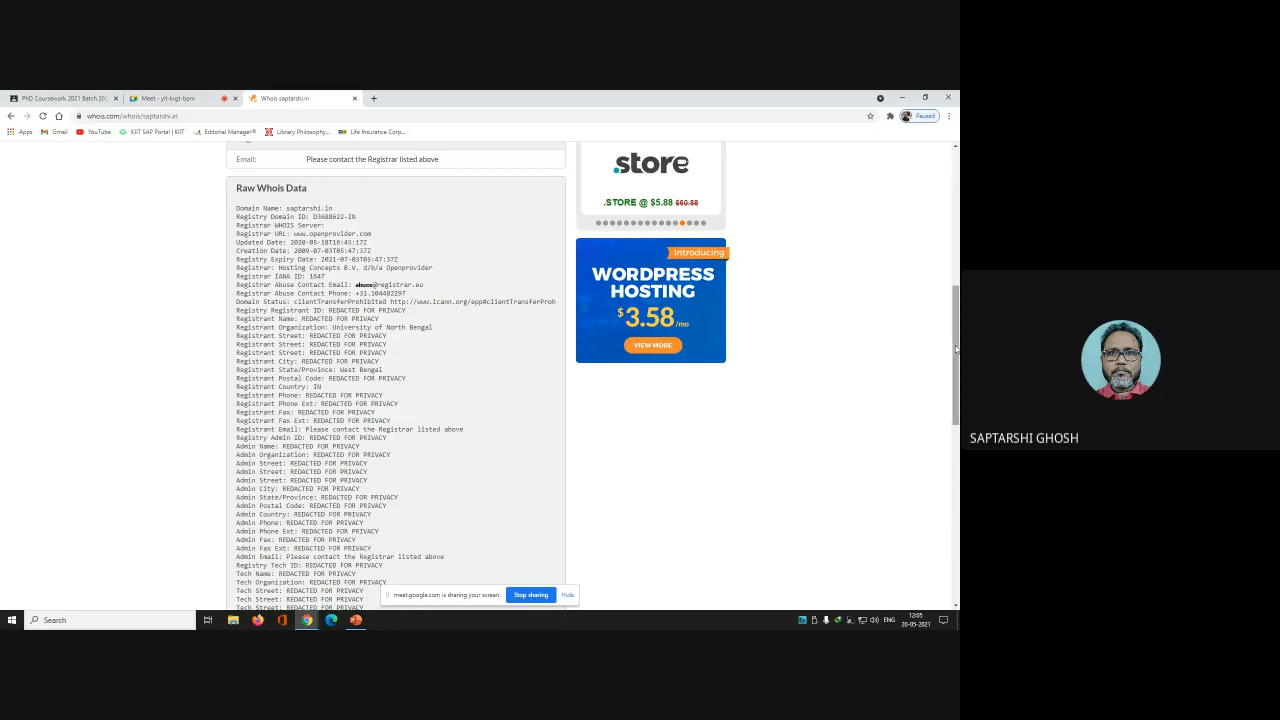 PhD Coursework 2021 Batch 20
Meet - yit-krgt-bpm
Whois saptarshi.in
whois.com/whois/saptarshi.in
Paused
Apps
Gmail
YouTube
KIIT SAP Portal | KIIT
Editorial Manager®
Library Philosophy...
Life Insurance Corp...
Email: Please contact the Registrar listed above
Raw Whois Data
Domain Name: saptarshi.in
Registry Domain ID: D3688622-IN
Registrar WHOIS Server:
Registrar URL: www.openprovider.com
Updated Date: 2020-05-18T16:45:17Z
Creation Date: 2009-07-03T05:47:37Z
Registry Expiry Date: 2021-07-03T05:47:37Z
Registrar: Hosting Concepts B.V. d/b/a Openprovider
Registrar IANA ID: 1647
Registrar Abuse Contact Email: abuse@registrar.eu
Registrar Abuse Contact Phone: +31.104482297
Domain Status: clientTransferProhibited http://www.icann.org/epp#clientTransferProh
Registry Registrant ID: REDACTED FOR PRIVACY
Registrant Name: REDACTED FOR PRIVACY
Registrant Organization: University of North Bengal
Registrant Street: REDACTED FOR PRIVACY
Registrant Street: REDACTED FOR PRIVACY
Registrant Street: REDACTED FOR PRIVACY
Registrant City: REDACTED FOR PRIVACY
Registrant State/Province: West Bengal
Registrant Postal Code: REDACTED FOR PRIVACY
Registrant Country: IN
Registrant Phone: REDACTED FOR PRIVACY
Registrant Phone Ext: REDACTED FOR PRIVACY
Registrant Fax: REDACTED FOR PRIVACY
Registrant Fax Ext: REDACTED FOR PRIVACY
Registrant Email: Please contact the Registrar listed above
Registry Admin ID: REDACTED FOR PRIVACY
Admin Name: REDACTED FOR PRIVACY
Admin Organization: REDACTED FOR PRIVACY
Admin Street: REDACTED FOR PRIVACY
Admin Street: REDACTED FOR PRIVACY
Admin Street: REDACTED FOR PRIVACY
Admin City: REDACTED FOR PRIVACY
Admin State/Province: REDACTED FOR PRIVACY
Admin Postal Code: REDACTED FOR PRIVACY
Admin Country: REDACTED FOR PRIVACY
Admin Phone: REDACTED FOR PRIVACY
Admin Phone Ext: REDACTED FOR PRIVACY
Admin Fax: REDACTED FOR PRIVACY
Admin Fax Ext: REDACTED FOR PRIVACY
Admin Email: Please contact the Registrar listed above
Registry Tech ID: REDACTED FOR PRIVACY
Tech Name: REDACTED FOR PRIVACY
Tech Organization: REDACTED FOR PRIVACY
Tech Street: REDACTED FOR PRIVACY
Tech Street: REDACTED FOR PRIVACY
Tech Street: REDACTED FOR PRIVACY
.store
.STORE @ $5.88 $60.88
Introducing
WORDPRESS
HOSTING
$3.58/mo
VIEW MORE
meet.google.com is sharing your screen.
Stop sharing
Hide
Search
ENG
12:05
20-05-2021
SAPTARSHI GHOSH